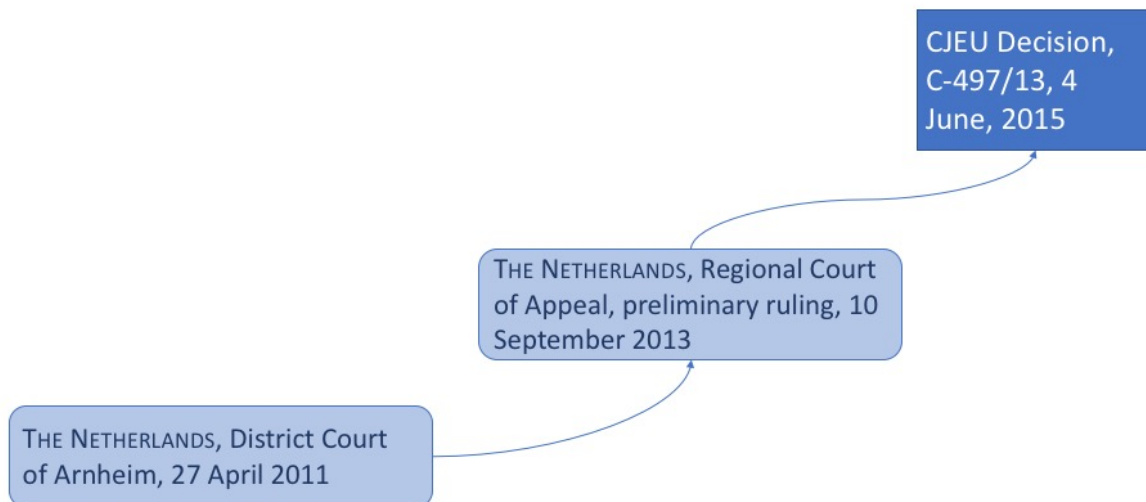 CJEU Decision,
C-497/13, 4
June, 2015
THE NETHERLANDS, Regional Court
of Appeal, preliminary ruling, 10
September 2013
THE NETHERLANDS, District Court
of Arnheim, 27 April 2011